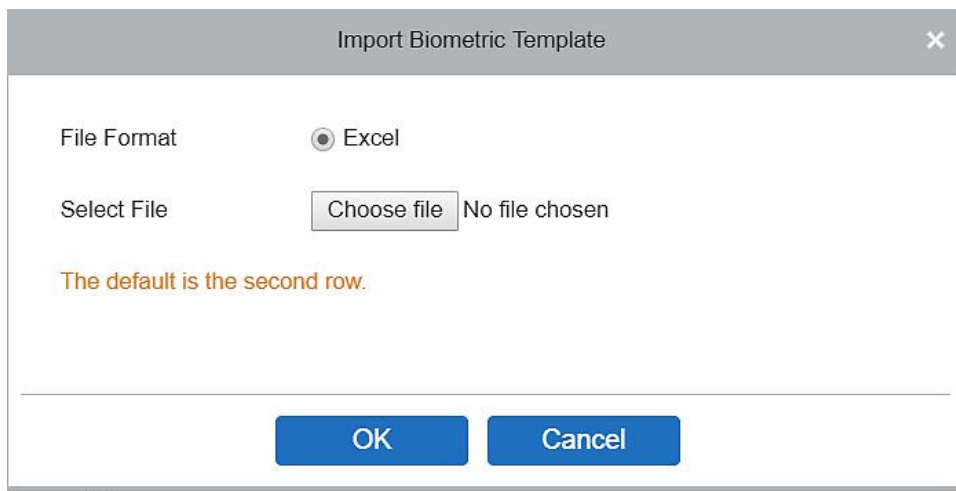 Import Biometric Template
File Format Excel
Select File Choose file No file chosen
The default is the second row.
OK Cancel